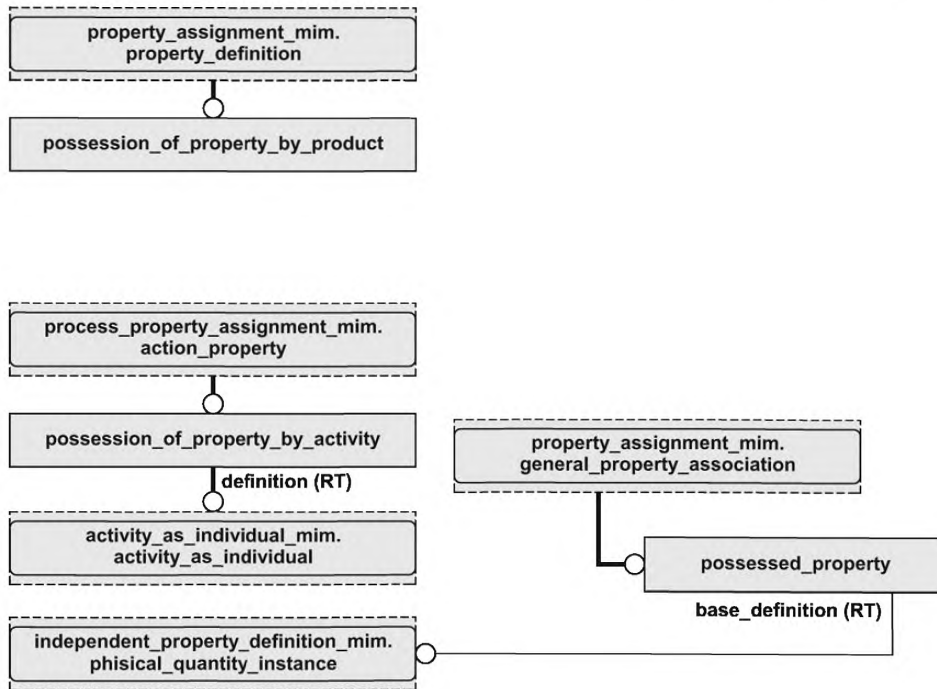 property_assignment_mim.
property_definition
possession_of_property_by_product
process_property_assignment_mim.
action_property
possession_of_property_by_activity
definition (RT)
activity_as_individual_mim.
activity_as_individual
property_assignment_mim.
general_property_association
possessed_property
base_definition (RT)
independent_property_definition_mim.
phisical_quantity_instance